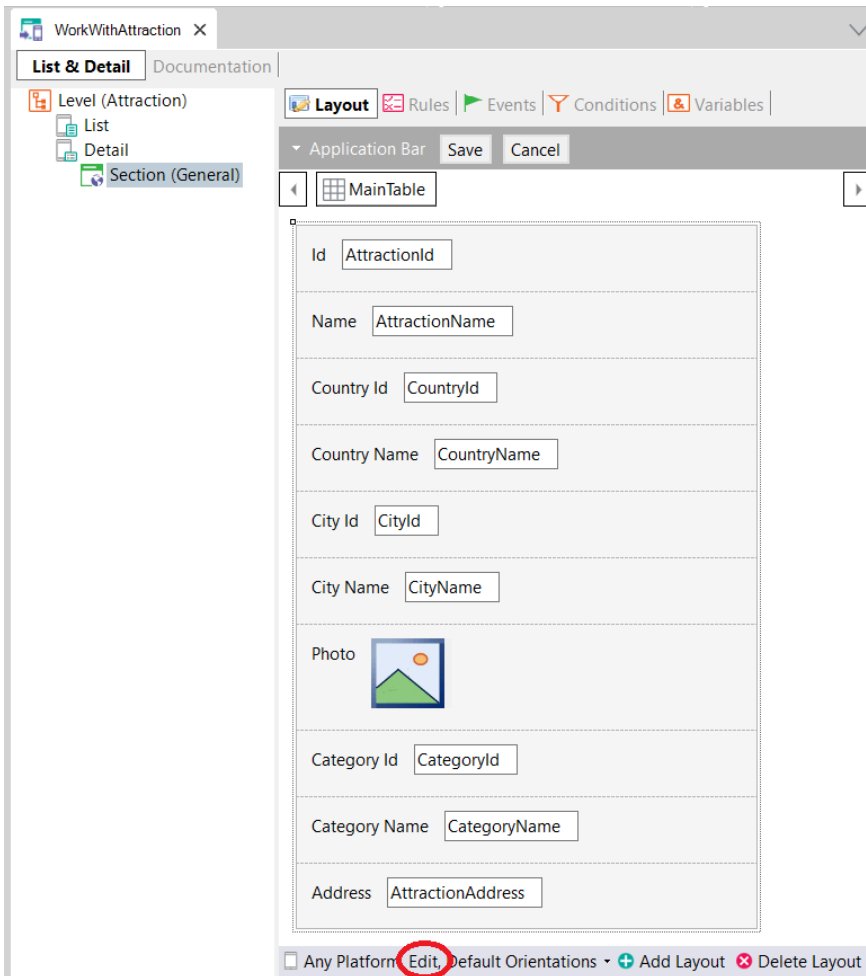 WorkWithAttraction
List & Detail Documentation
Level (Attraction)
List
Detail
Section (General)
Layout Rules Events Conditions & Variables
Application Bar Save Cancel
MainTable
Id AttractionId
Name AttractionName
Country Id CountryId
Country Name CountryName
City Id CityId
City Name CityName
Photo
Category Id CategoryId
Category Name CategoryName
Address AttractionAddress
Any Platform, Edit, Default Orientations Add Layout Delete Layout